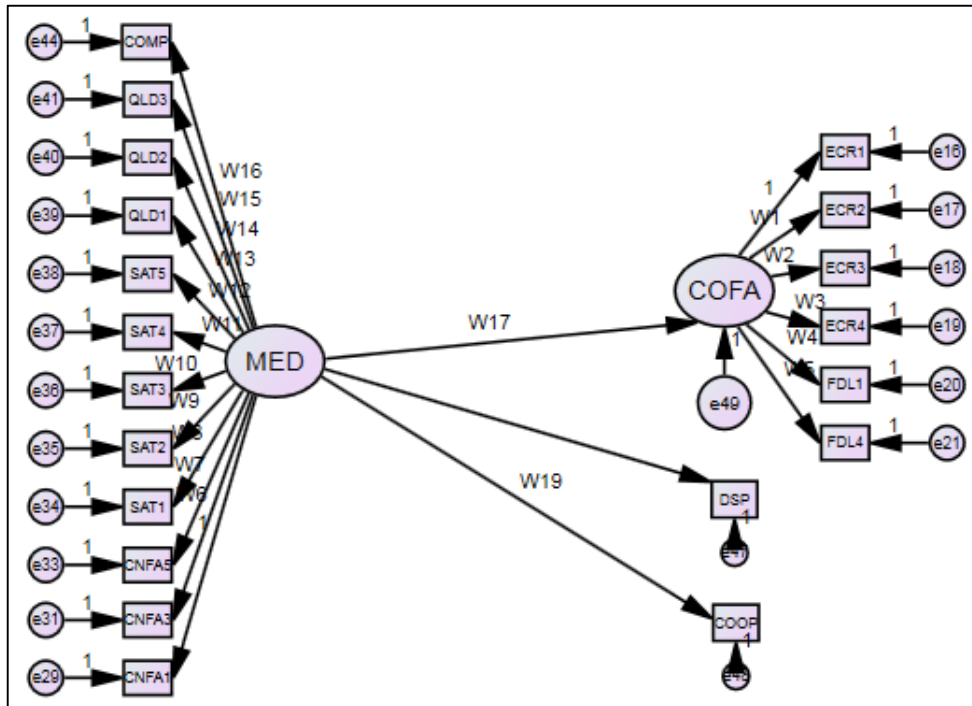 e44 1 COMP
e41 1 QLD3
e40 1 QLD2
e39 1 QLD1
e38 1 SAT5
e37 1 SAT4
e36 1 SAT3
e35 1 SAT2
e34 1 SAT1
e33 1 CNFA5
e31 1 CNFA3
e29 1 CNFA1
W16
W15
W14
W13
W12
W11
W10
W9
W7
W6
1
MED
W17
W19
COFA
1
e49
1
W1
W2
W3
W4
ECR1 1 e16
ECR2 1 e17
ECR3 1 e18
ECR4 1 e19
FDL1 1 e20
FDL4 1 e21
DSP
1
COOP
1